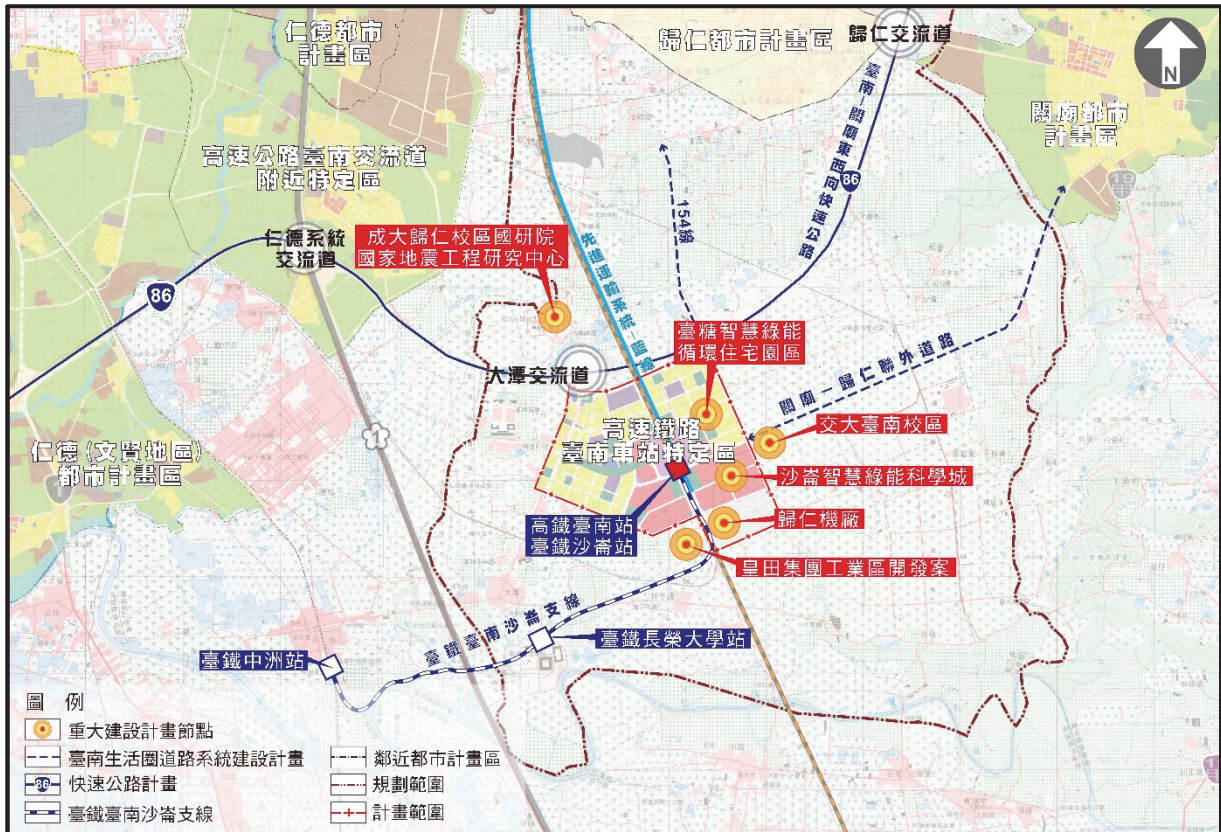 仁德都市
計畫區
歸仁都市計畫區
歸仁交流道
N
關廟都市
計畫區
19甲
高速公路臺南交流道
附近特定區
臺南-關廟東西向快速公路
86
154線
先進運輸系統 藍線
仁德系統
交流道
成大歸仁校區國研院
國家地震工程研究中心
86
大潭交流道
臺糖智慧綠能
循環住宅園區
關廟-歸仁聯外道路
高速鐵路
臺南車站特定區
交大臺南校區
1
仁德(文賢地區)
都市計畫區
1
沙崙智慧綠能科學城
高鐵臺南站
臺鐵沙崙站
歸仁機廠
皇田集團工業區開發案
臺鐵臺南沙崙支線
臺鐵長榮大學站
臺鐵中洲站
圖 例
重大建設計畫節點
臺南生活圈道路系統建設計畫
86
快速公路計畫
臺鐵臺南沙崙支線
鄰近都市計畫區
規劃範圍
計畫範圍